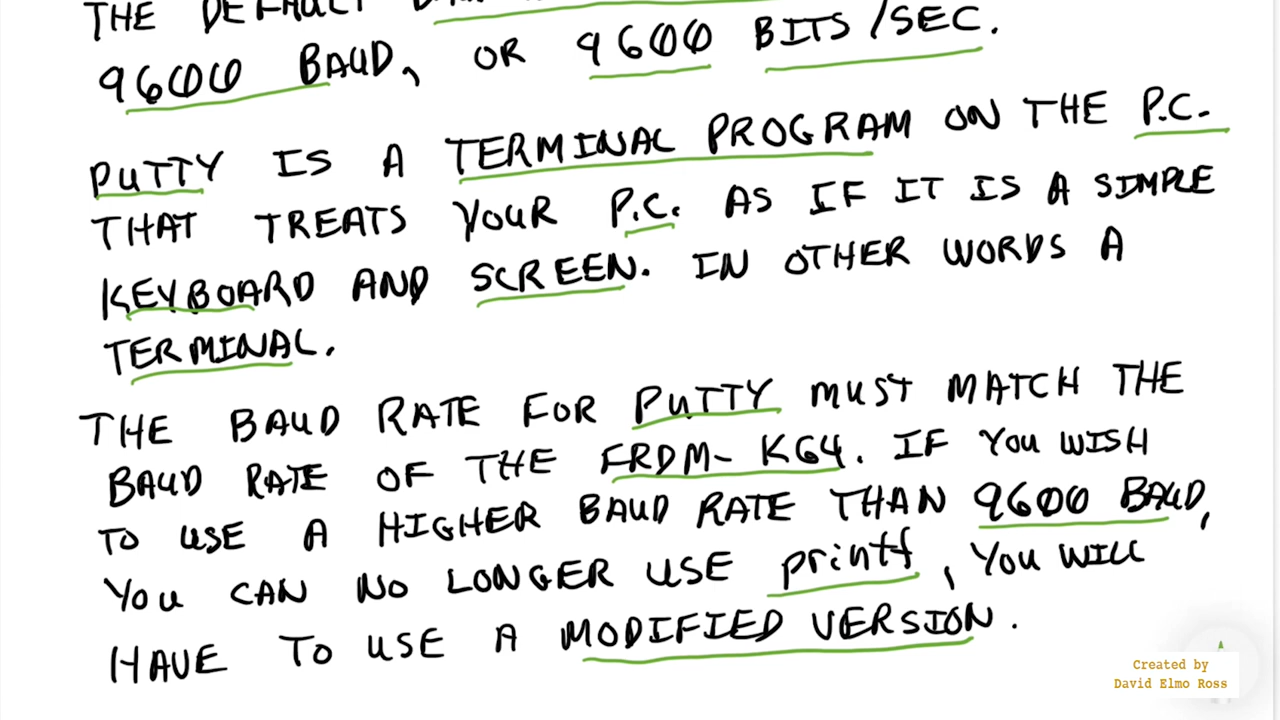 THE DEFAULT
9600 BAUD, OR 9600 BITS/SEC.
PUTTY IS A TERMINAL PROGRAM ON THE P.C.
THAT TREATS YOUR P.C. AS IF IT IS A SIMPLE
KEYBOARD AND SCREEN. IN OTHER WORDS A
TERMINAL.
THE BAUD RATE FOR PUTTY MUST MATCH THE
BAUD RATE OF THE FRDM-K64. IF YOU WISH
TO USE A HIGHER BAUD RATE THAN 9600 BAUD,
YOU CAN NO LONGER USE printf, YOU WILL
HAVE TO USE A MODIFIED VERSION.
Created by
David Elmo Ross